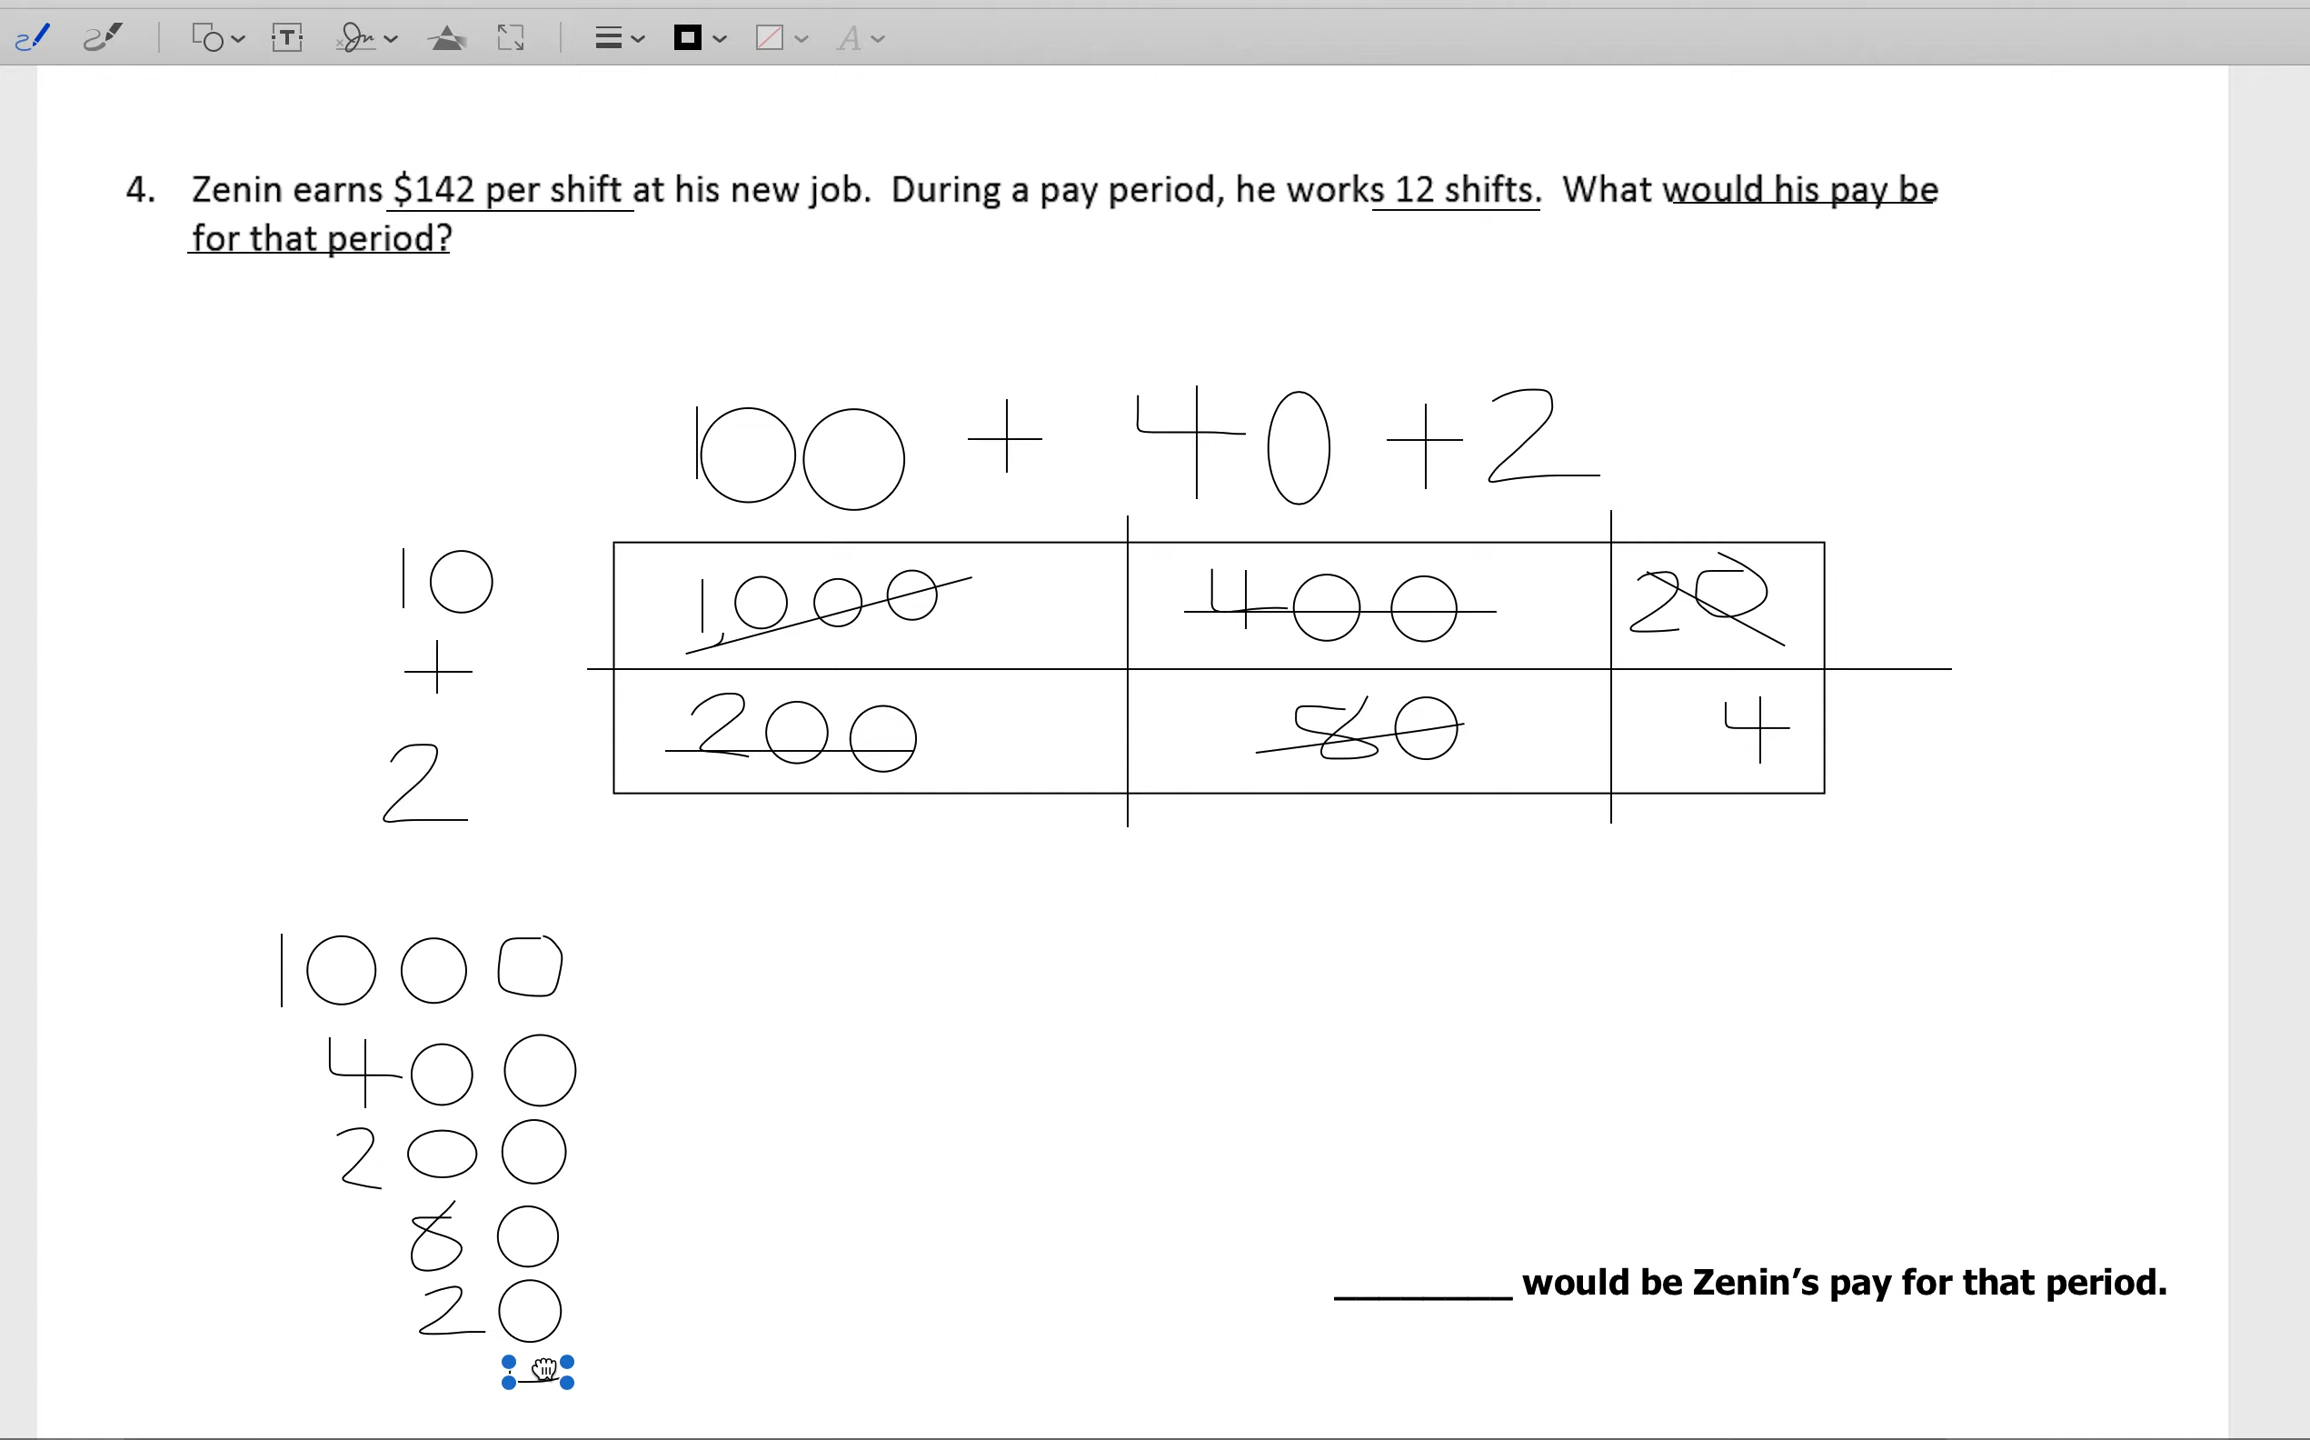 4. Zenin earns $142 per shift at his new job. During a pay period, he works 12 shifts. What would his pay be
for that period?
100 + 40 + 2
10 1,000 400 20
+
2 200 80 4
1000
400
200
80
20
________ would be Zenin’s pay for that period.